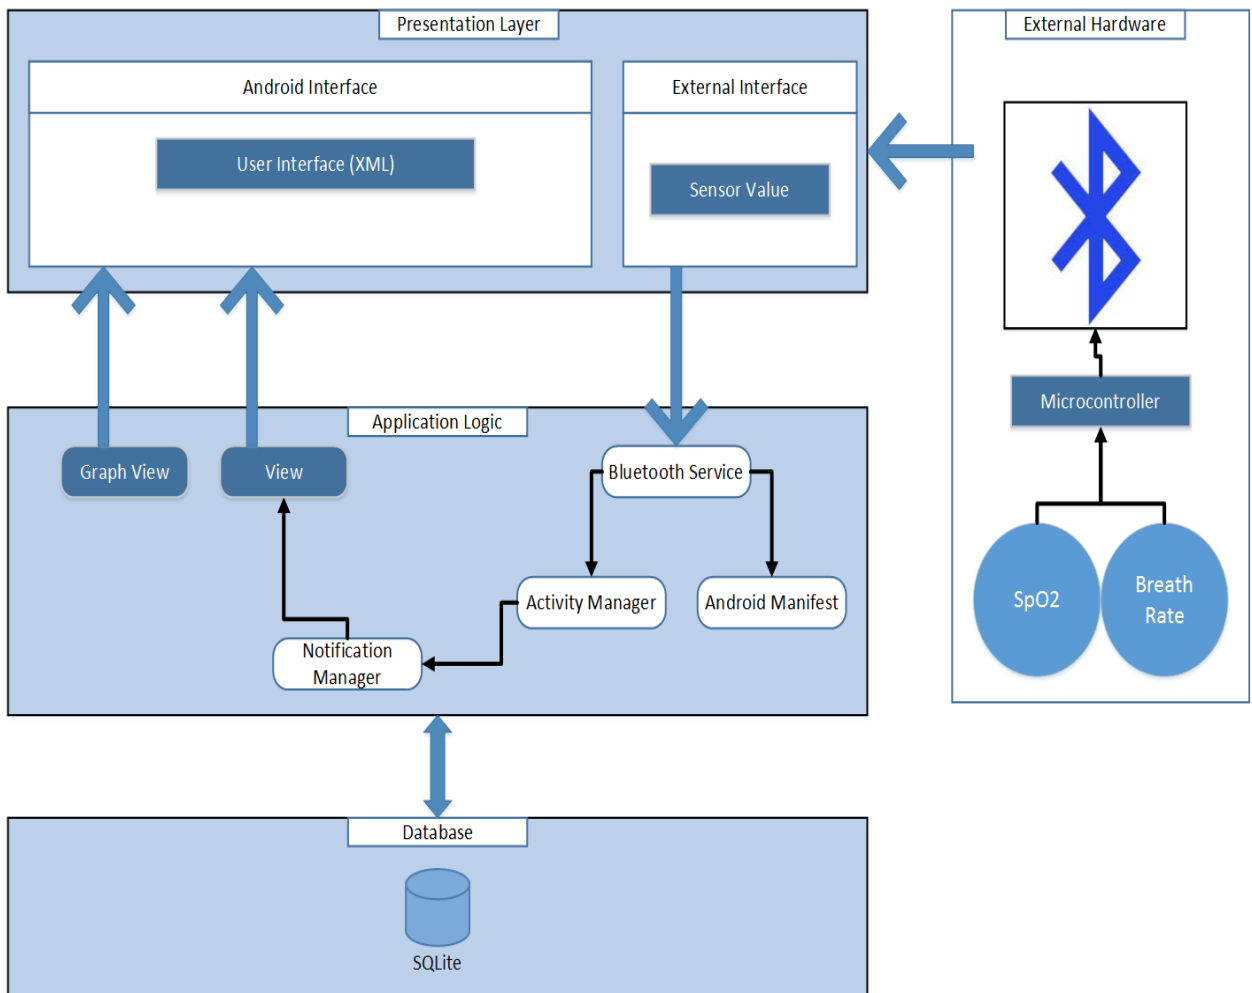 Presentation Layer
External Hardware
Android Interface
External Interface
User Interface (XML)
Sensor Value
Microcontroller
Application Logic
Graph View
View
Bluetooth Service
Activity Manager
Android Manifest
SpO2
Breath
Rate
Notification
Manager
Database
SQLite